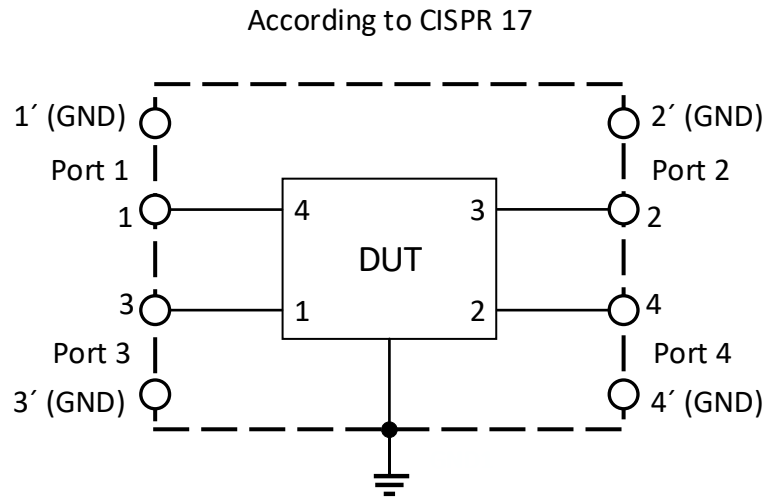 According to CISPR 17
1´ (GND) 2´ (GND)
Port 1 Port 2
1 4 3 2
DUT
3 1 2 4
Port 3 Port 4
3´ (GND) 4´ (GND)